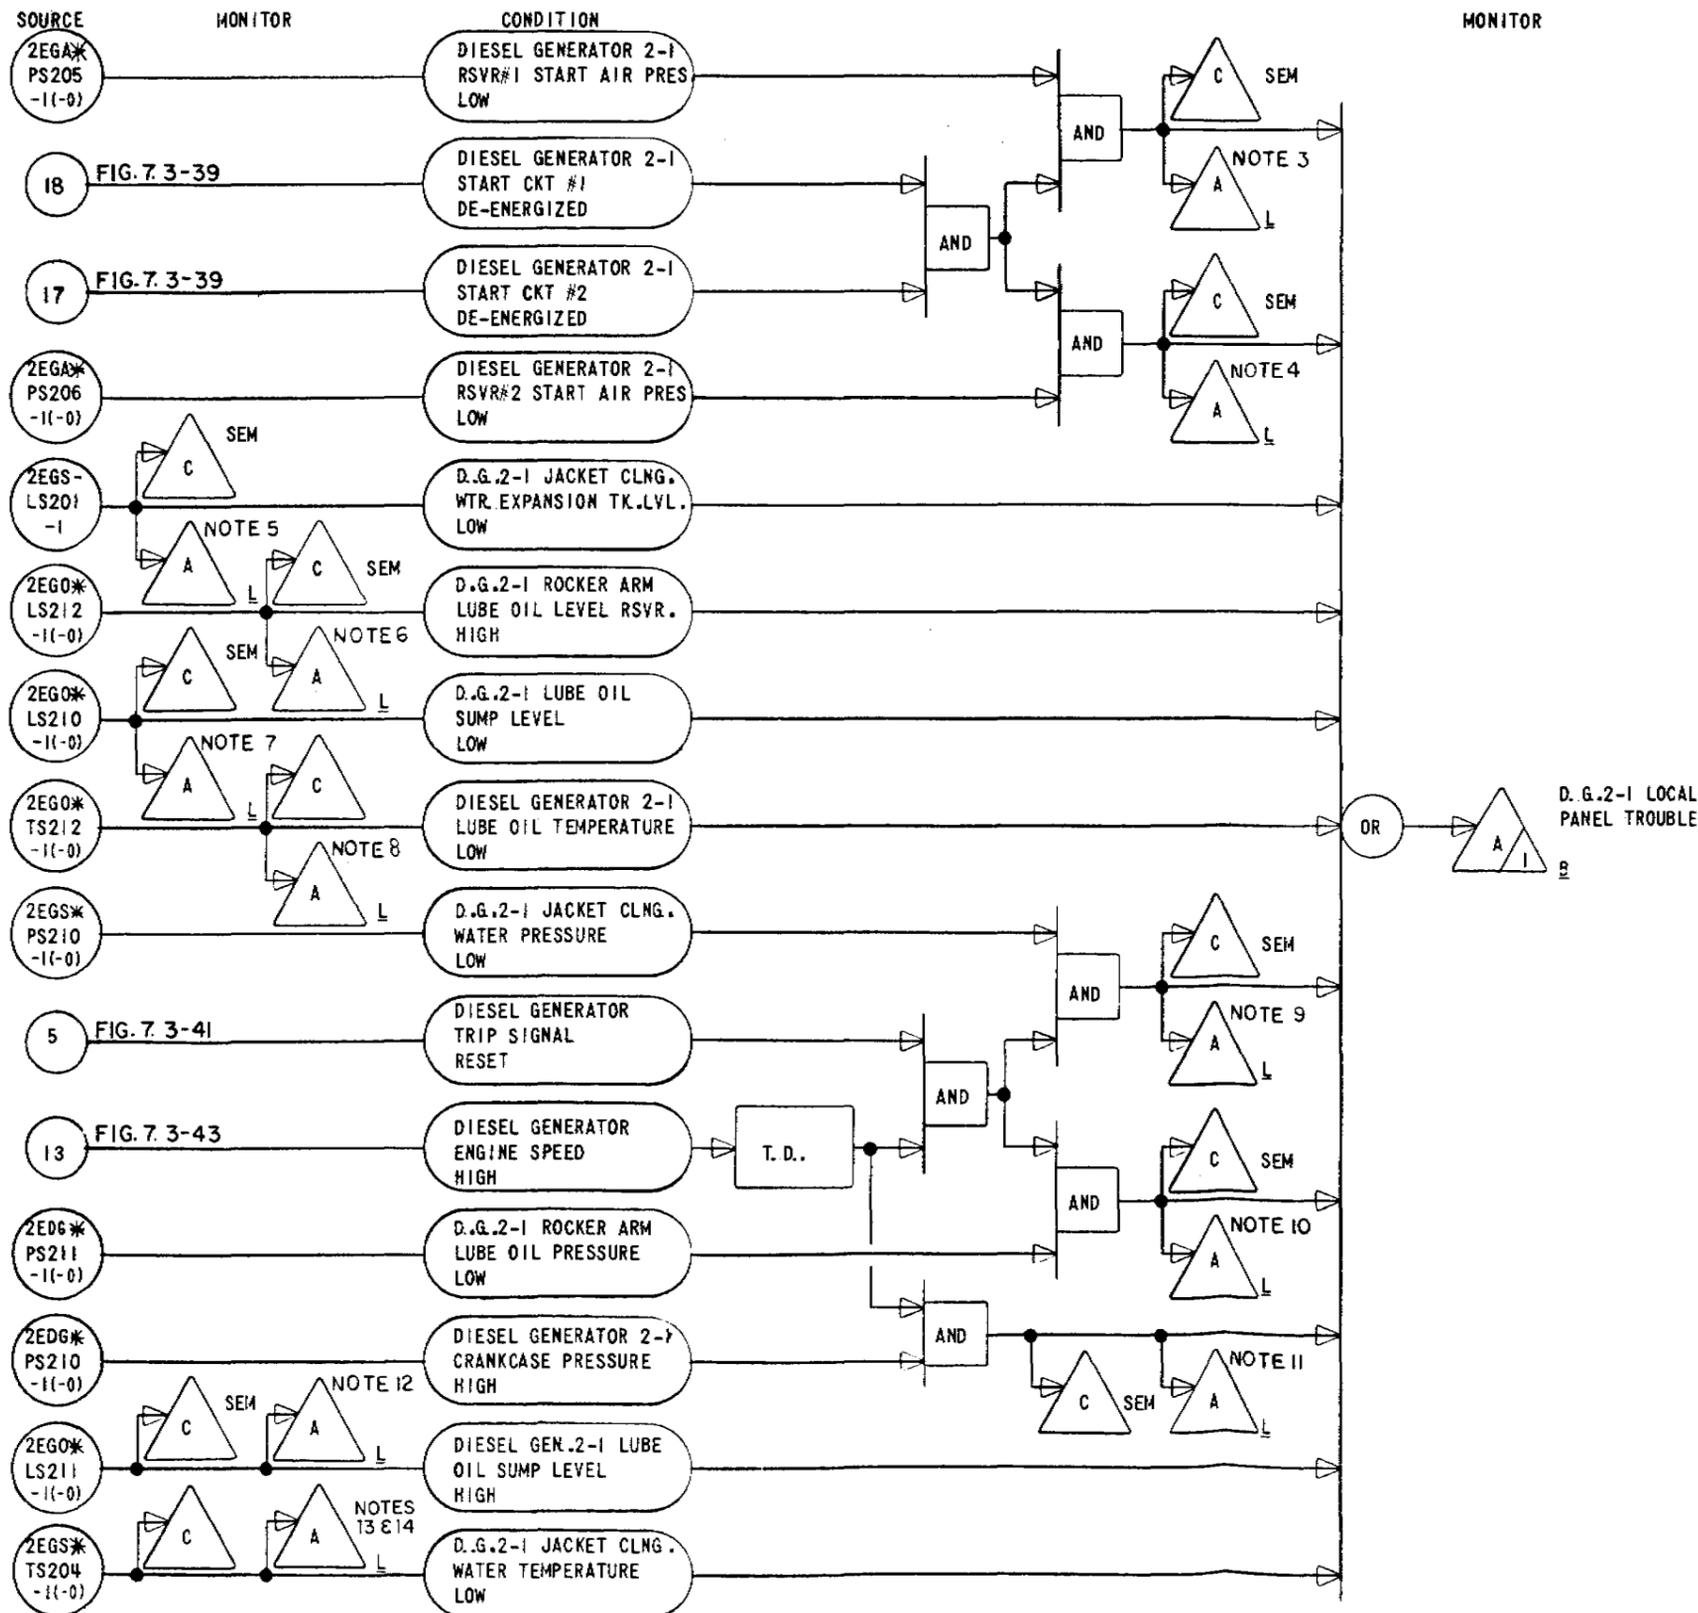 SOURCE MONITOR CONDITION MONITOR
2EGA*
PS205
-1(-0)
DIESEL GENERATOR 2-1
RSVR#1 START AIR PRES
LOW
AND
C
SEM
A
NOTE 3
L
18
FIG. 7.3-39
DIESEL GENERATOR 2-1
START CKT #1
DE-ENERGIZED
AND
17
FIG. 7.3-39
DIESEL GENERATOR 2-1
START CKT #2
DE-ENERGIZED
AND
C
SEM
A
NOTE 4
L
2EGA*
PS206
-1(-0)
DIESEL GENERATOR 2-1
RSVR#2 START AIR PRES
LOW
2EGS-
LS201
-1
C
SEM
A
NOTE 5
L
D.G.2-1 JACKET CLNG.
WTR.EXPANSION TK.LVL.
LOW
2EGO*
LS212
-1(-0)
C
SEM
A
NOTE 6
L
D.G.2-1 ROCKER ARM
LUBE OIL LEVEL RSVR.
HIGH
2EGO*
LS210
-1(-0)
C
SEM
A
NOTE 7
L
D.G.2-1 LUBE OIL
SUMP LEVEL
LOW
2EGO*
TS212
-1(-0)
C
A
NOTE 8
L
DIESEL GENERATOR 2-1
LUBE OIL TEMPERATURE
LOW
OR
A
1
B
D.G.2-1 LOCAL
PANEL TROUBLE
2EGS*
PS210
-1(-0)
D.G.2-1 JACKET CLNG.
WATER PRESSURE
LOW
AND
C
SEM
A
NOTE 9
L
5
FIG. 7.3-41
DIESEL GENERATOR
TRIP SIGNAL
RESET
AND
13
FIG. 7.3-43
DIESEL GENERATOR
ENGINE SPEED
HIGH
T.D.
AND
C
SEM
A
NOTE 10
L
2EDG*
PS211
-1(-0)
D.G.2-1 ROCKER ARM
LUBE OIL PRESSURE
LOW
2EDG*
PS210
-1(-0)
DIESEL GENERATOR 2-1
CRANKCASE PRESSURE
HIGH
AND
C
SEM
A
NOTE 11
L
2EGO*
LS211
-1(-0)
C
SEM
A
NOTE 12
L
DIESEL GEN.2-1 LUBE
OIL SUMP LEVEL
HIGH
2EGS*
TS204
-1(-0)
C
A
NOTES
13 & 14
L
D.G.2-1 JACKET CLNG.
WATER TEMPERATURE
LOW